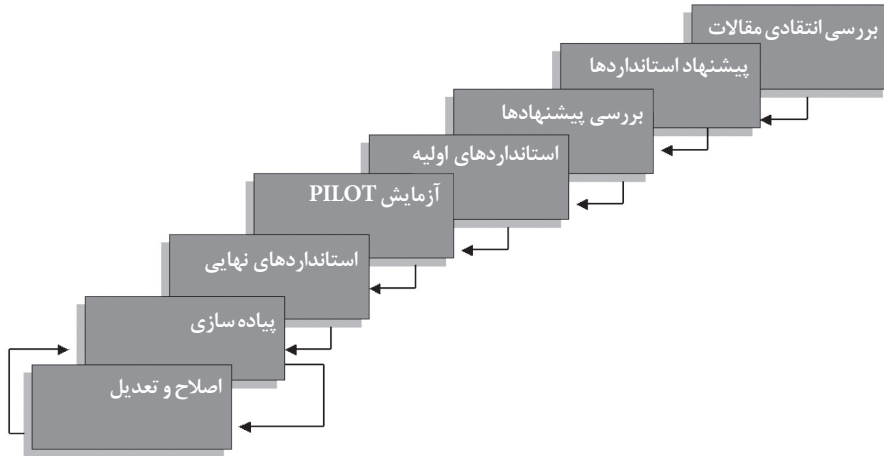 بررسی انتقادی مقالات
پیشنهاد استانداردها
بررسی پیشنهادها
استانداردهای اولیه
آزمایش PILOT
استانداردهای نهایی
پیاده سازی
اصلاح و تعدیل